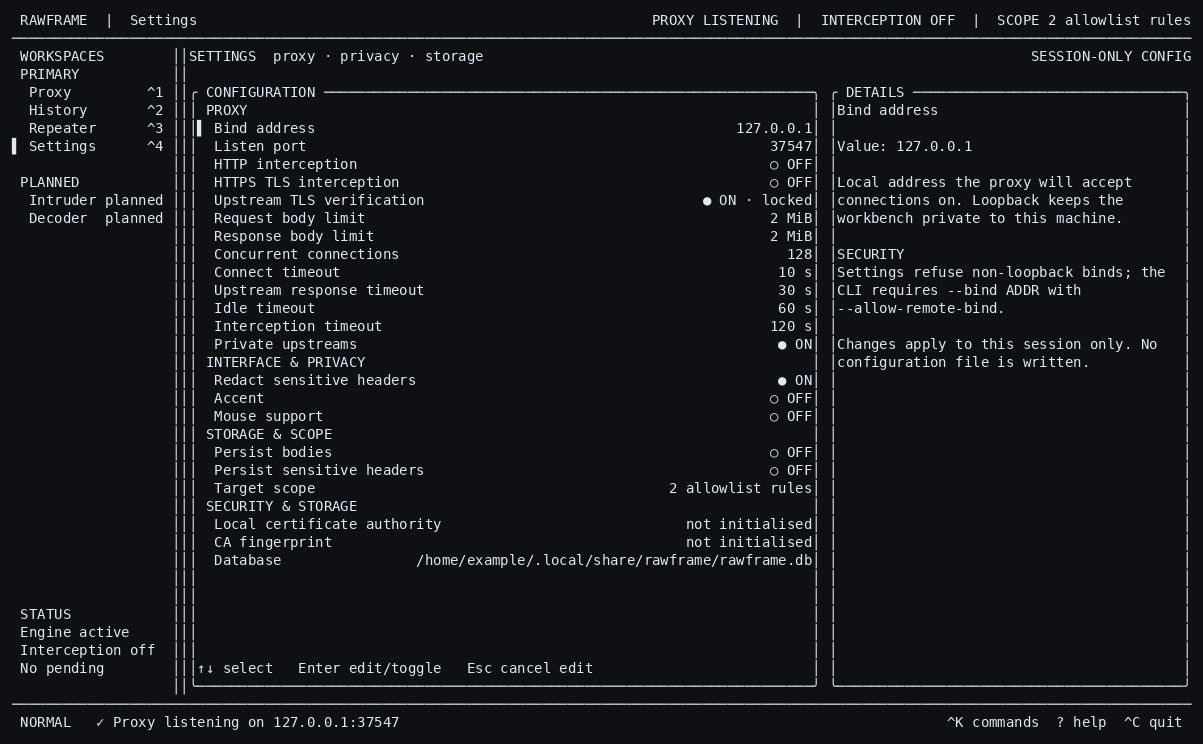 RAWFRAME | Settings PROXY LISTENING | INTERCEPTION OFF | SCOPE 2 allowlist rules
WORKSPACES SETTINGS proxy · privacy · storage SESSION-ONLY CONFIG
PRIMARY
Proxy ^1 CONFIGURATION DETAILS
History ^2 PROXY Bind address
Repeater ^3 Bind address 127.0.0.1
Settings ^4 Listen port 37547 Value: 127.0.0.1
HTTP interception ○ OFF
PLANNED HTTPS TLS interception ○ OFF Local address the proxy will accept
Intruder planned Upstream TLS verification ● ON · locked connections on. Loopback keeps the
Decoder planned Request body limit 2 MiB workbench private to this machine.
Response body limit 2 MiB
Concurrent connections 128 SECURITY
Connect timeout 10 s Settings refuse non-loopback binds; the
Upstream response timeout 30 s CLI requires --bind ADDR with
Idle timeout 60 s --allow-remote-bind.
Interception timeout 120 s
Private upstreams ● ON Changes apply to this session only. No
INTERFACE & PRIVACY configuration file is written.
Redact sensitive headers ● ON
Accent ○ OFF
Mouse support ○ OFF
STORAGE & SCOPE
Persist bodies ○ OFF
Persist sensitive headers ○ OFF
Target scope 2 allowlist rules
SECURITY & STORAGE
Local certificate authority not initialised
CA fingerprint not initialised
Database /home/example/.local/share/rawframe/rawframe.db
STATUS
Engine active
Interception off
No pending ↑↓ select Enter edit/toggle Esc cancel edit
NORMAL ✓ Proxy listening on 127.0.0.1:37547 ^K commands ? help ^C quit